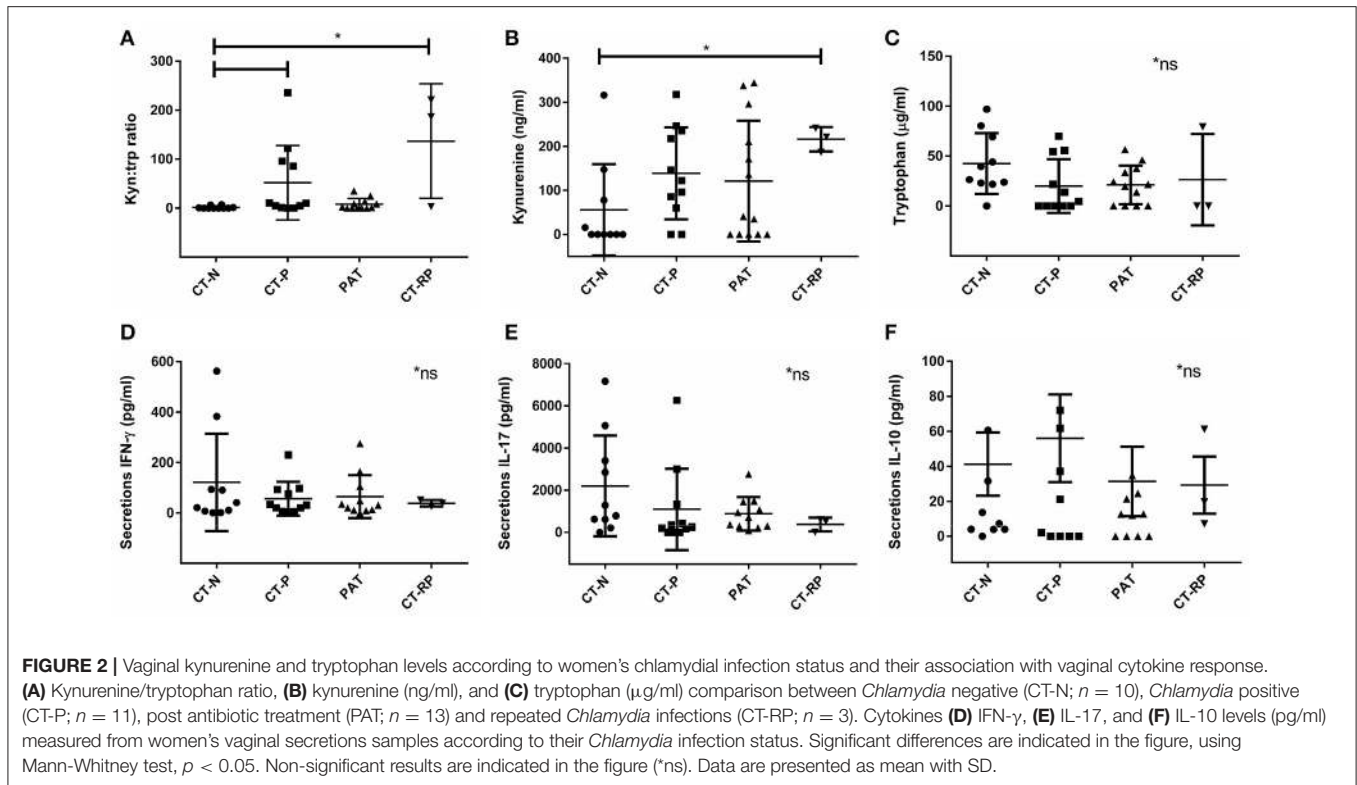 A
*
Kyn:trp ratio
300
200
100
0
CT-N
CT-P
PAT
CT-RP
B
*
Kynurenine (ng/ml)
400
300
200
100
0
CT-N
CT-P
PAT
CT-RP
C
*ns
Tryptophan (μg/ml)
150
100
50
0
CT-N
CT-P
PAT
CT-RP
D
*ns
Secretions IFN-γ (pg/ml)
600
400
200
0
CT-N
CT-P
PAT
CT-RP
E
*ns
Secretions IL-17 (pg/ml)
8000
6000
4000
2000
0
CT-N
CT-P
PAT
CT-RP
F
*ns
Secretions IL-10 (pg/ml)
100
80
60
40
20
0
CT-N
CT-P
PAT
CT-RP
FIGURE 2 | Vaginal kynurenine and tryptophan levels according to women's chlamydial infection status and their association with vaginal cytokine response.
(A) Kynurenine/tryptophan ratio, (B) kynurenine (ng/ml), and (C) tryptophan (μg/ml) comparison between Chlamydia negative (CT-N; n = 10), Chlamydia positive
(CT-P; n = 11), post antibiotic treatment (PAT; n = 13) and repeated Chlamydia infections (CT-RP; n = 3). Cytokines (D) IFN-γ, (E) IL-17, and (F) IL-10 levels (pg/ml)
measured from women's vaginal secretions samples according to their Chlamydia infection status. Significant differences are indicated in the figure, using
Mann-Whitney test, p < 0.05. Non-significant results are indicated in the figure (*ns). Data are presented as mean with SD.